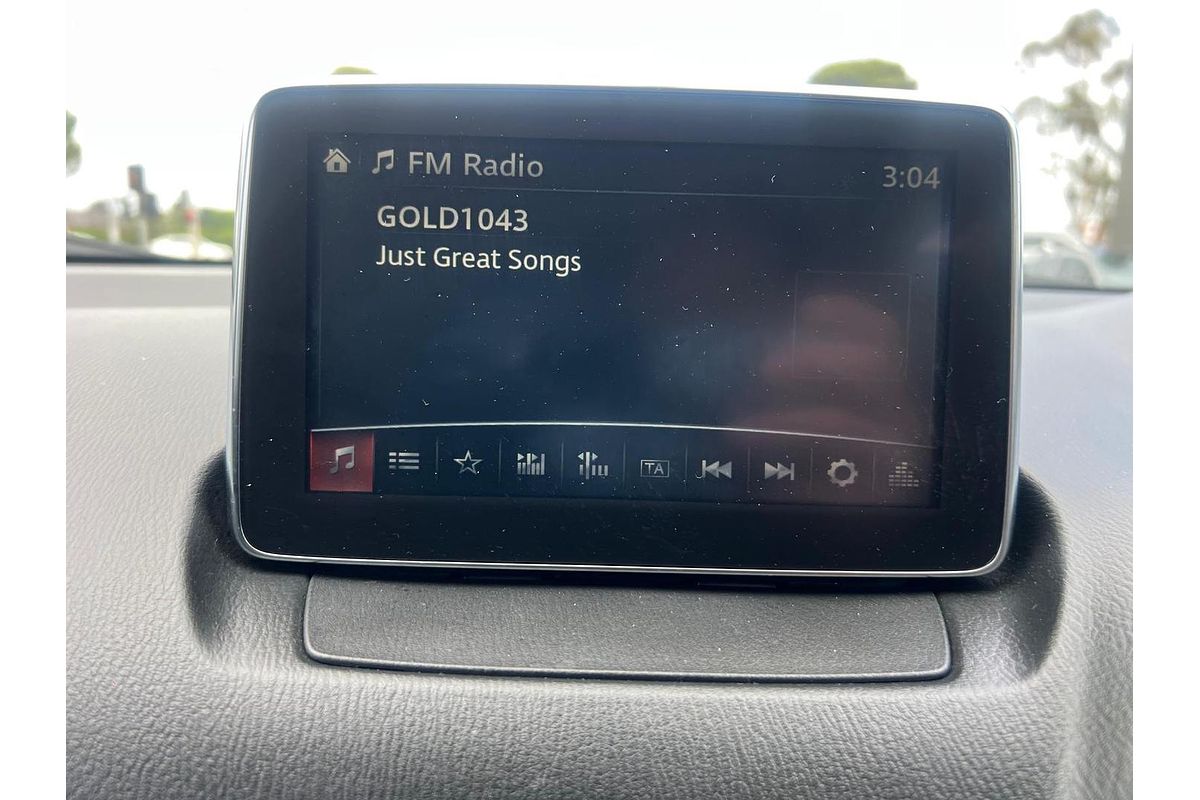 FM Radio
3:04
GOLD1043
Just Great Songs
TA